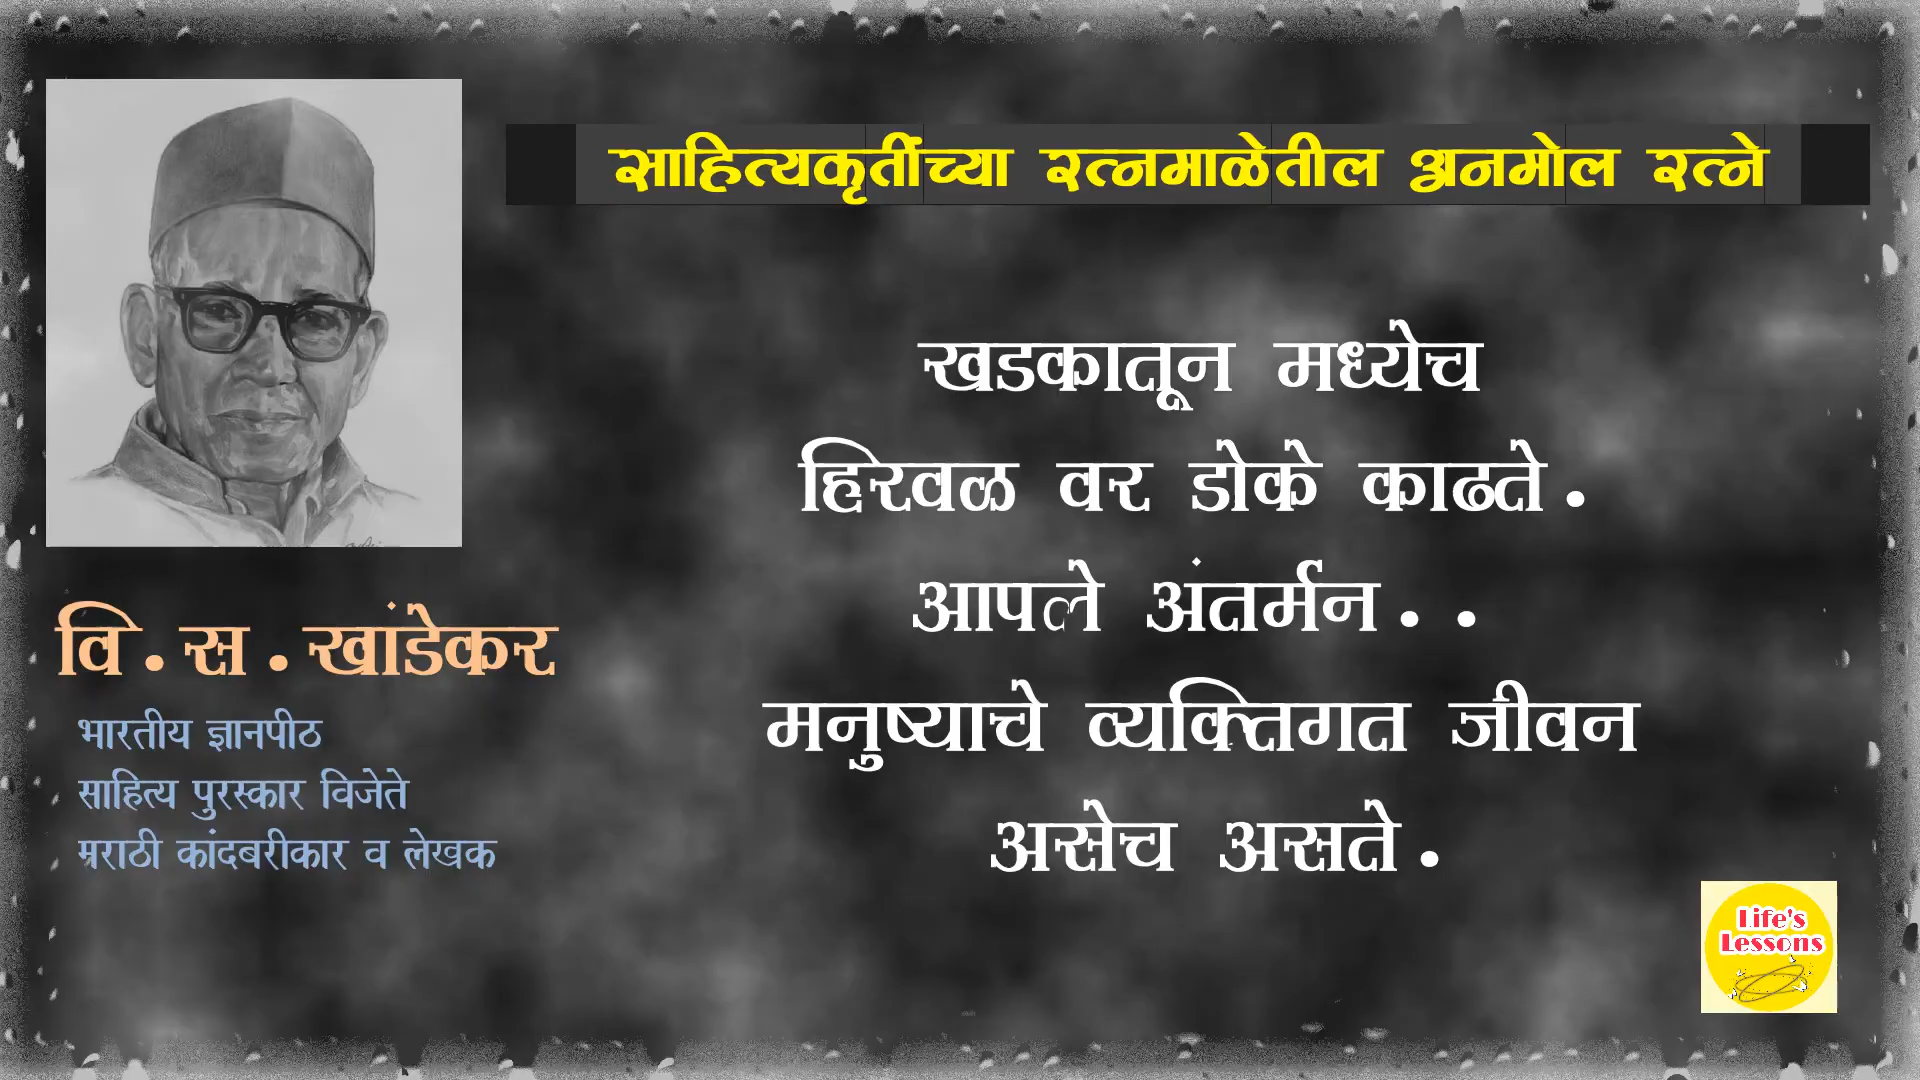 साहित्यकृतींच्या रत्नमाळेतील अनमोल रत्ने
खडकातून मध्येच
हिरवळ वर डोके काढते.
आपले अंतर्मन..
मनुष्याचे व्यक्तिगत जीवन
असेच असते.
वि.स.खांडेकर
भारतीय ज्ञानपीठ
साहित्य पुरस्कार विजेते
मराठी कांदबरीकार व लेखक
Life's
Lessons